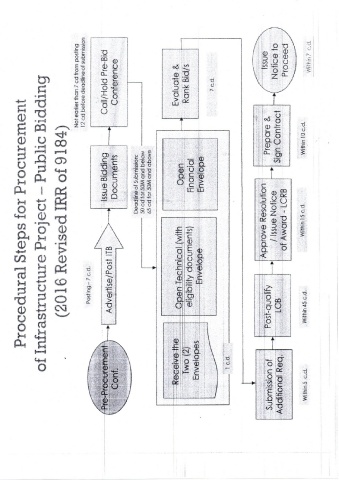 Procedural Steps for Procurement
of Infrastructure Project – Public Bidding
(2016 Revised IRR of 9184)
Pre-Procurement
Conf.
Posting - 7 c.d.
Advertise/Post ITB
Issue Bidding
Documents
Not earlier than 7 cd from posting
12 cd before deadline of submission
Call/Hold Pre-Bid
Conference
Deadline of Submission:
50 cd for 50M and below
65 cd for 50M and above
Receive the
Two (2)
Envelopes
Open Technical (with
eligibility documents)
Envelope
Open
Financial
Envelope
1 c.d.
Evaluate &
Rank Bid/s
7 c.d.
Submission of
Additional Req.
Within 5 c.d.
Post-qualify
LCB
Within 45 c.d.
Approve Resolution
/ Issue Notice
of Award - LCRB
Within 15 c.d.
Prepare &
Sign Contract
Within 10 c.d.
Issue
Notice to
Proceed
Within 7 c.d.